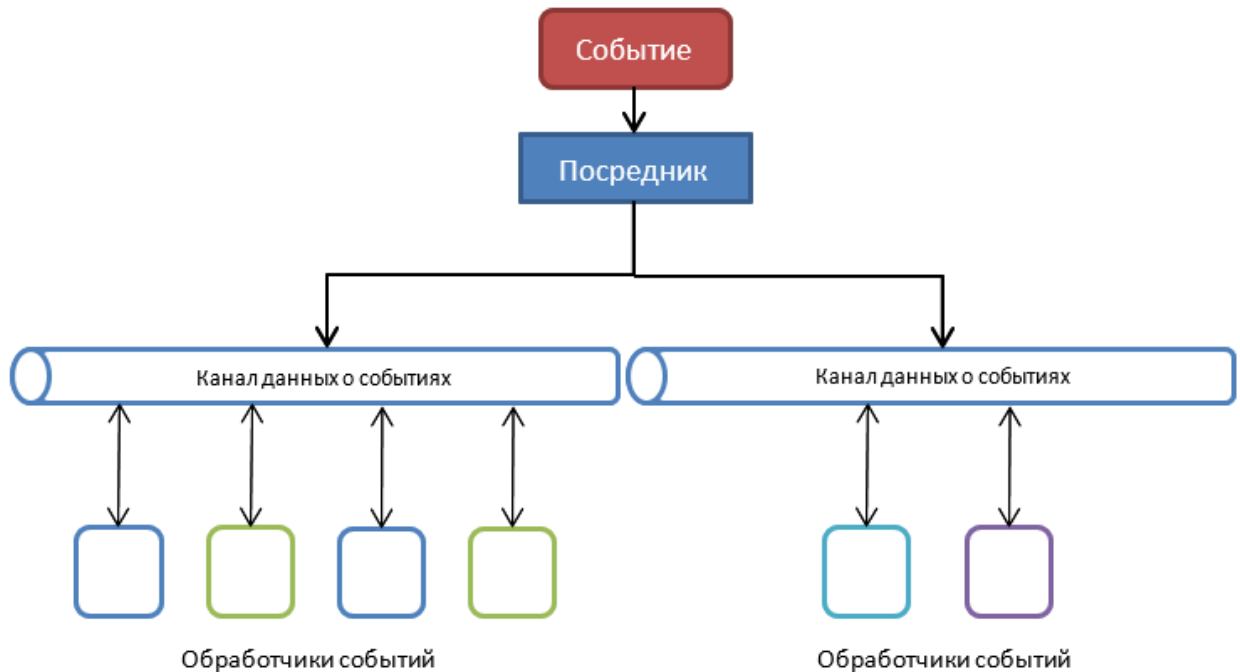 Событие
Посредник
Канал данных о событиях
Канал данных о событиях
Обработчики событий
Обработчики событий